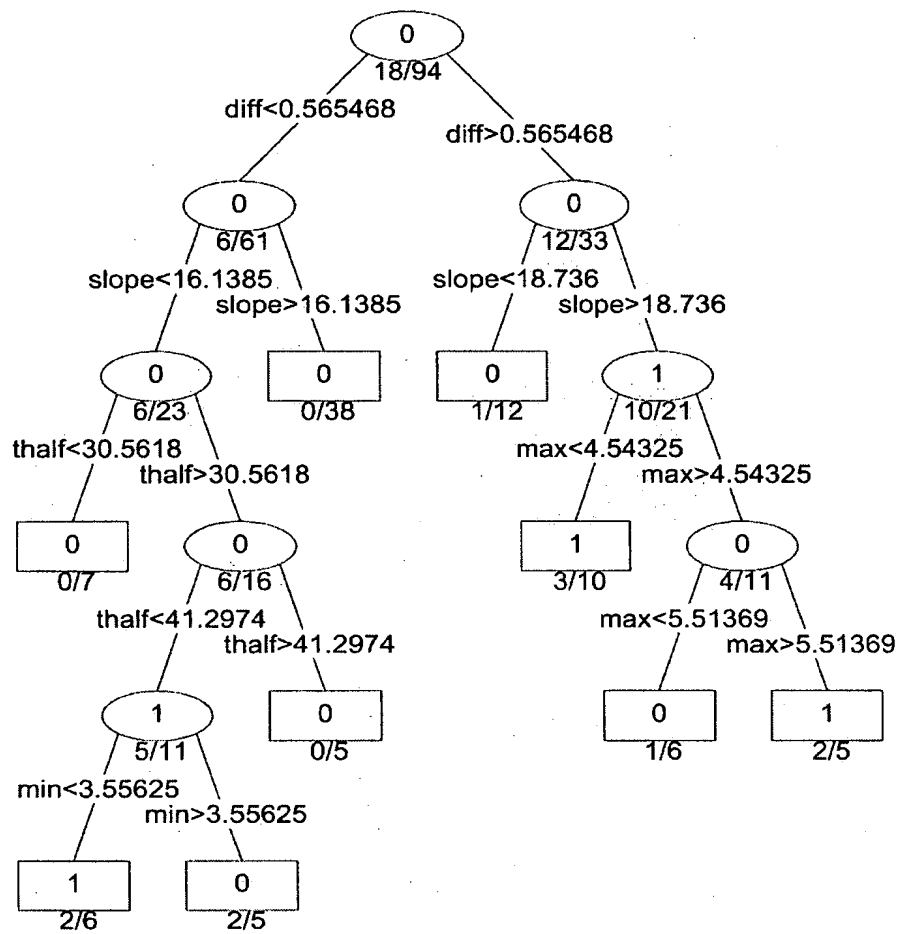 0
18/94
diff<0.565468
diff>0.565468
0
6/61
0
12/33
slope<16.1385
slope>16.1385
slope<18.736
slope>18.736
0
6/23
0
0/38
0
1/12
1
10/21
thalf<30.5618
thalf>30.5618
max<4.54325
max>4.54325
0
0/7
0
6/16
1
3/10
0
4/11
thalf<41.2974
thalf>41.2974
max<5.51369
max>5.51369
1
5/11
0
0/5
0
1/6
1
2/5
min<3.55625
min>3.55625
1
2/6
0
2/5